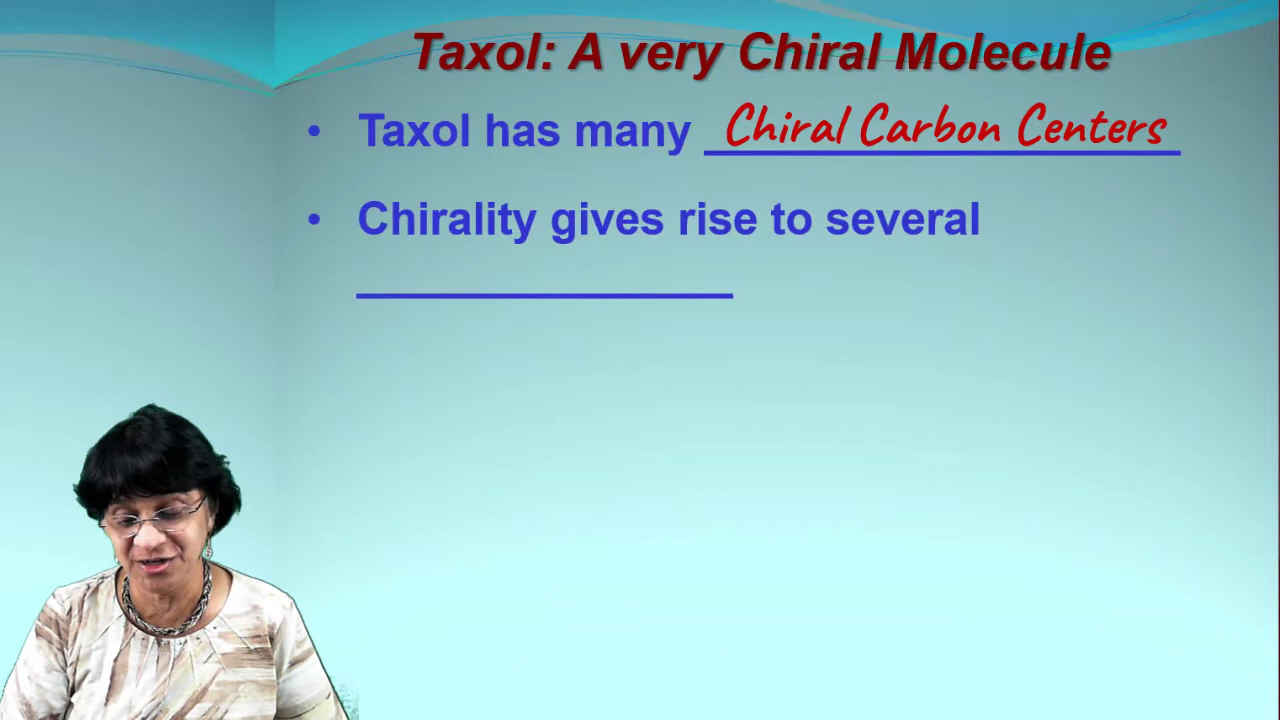 Taxol: A very Chiral Molecule
• Taxol has many Chiral Carbon Centers
• Chirality gives rise to several